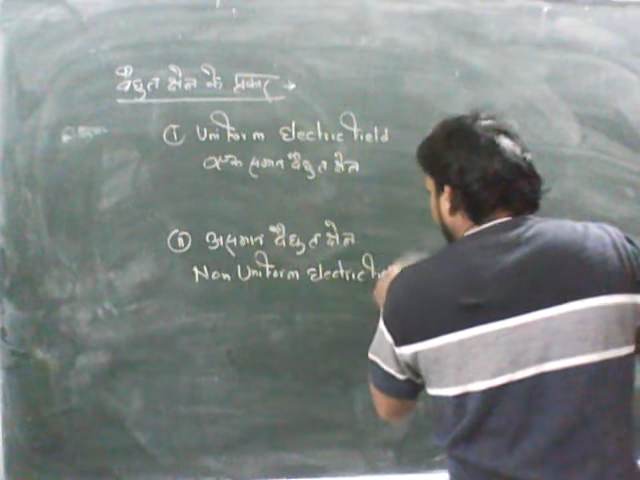 वैद्युत क्षेत्र के प्रकार →
(I) Uniform Electric Field
एक समान वैद्युत क्षेत्र
(II) असमान वैद्युत क्षेत्र
Non Uniform Electric